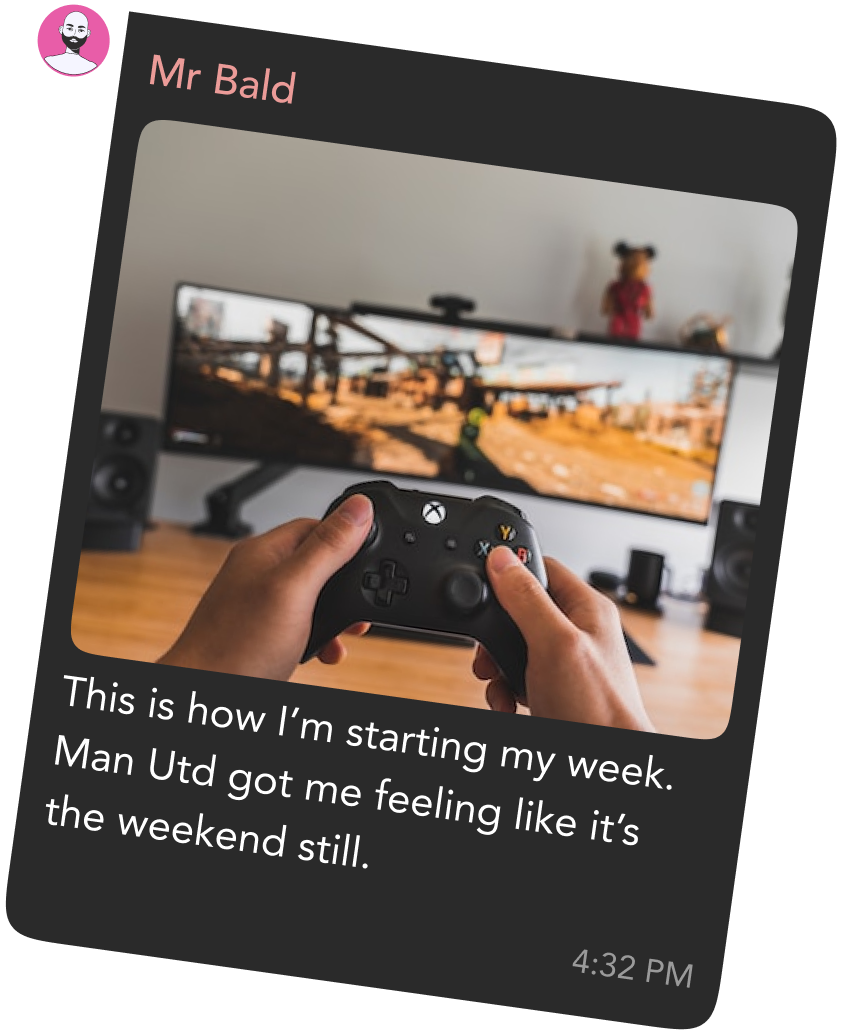 Mr Bald
Y
X
B
This is how I’m starting my week.
Man Utd got me feeling like it’s
the weekend still.
4:32 PM